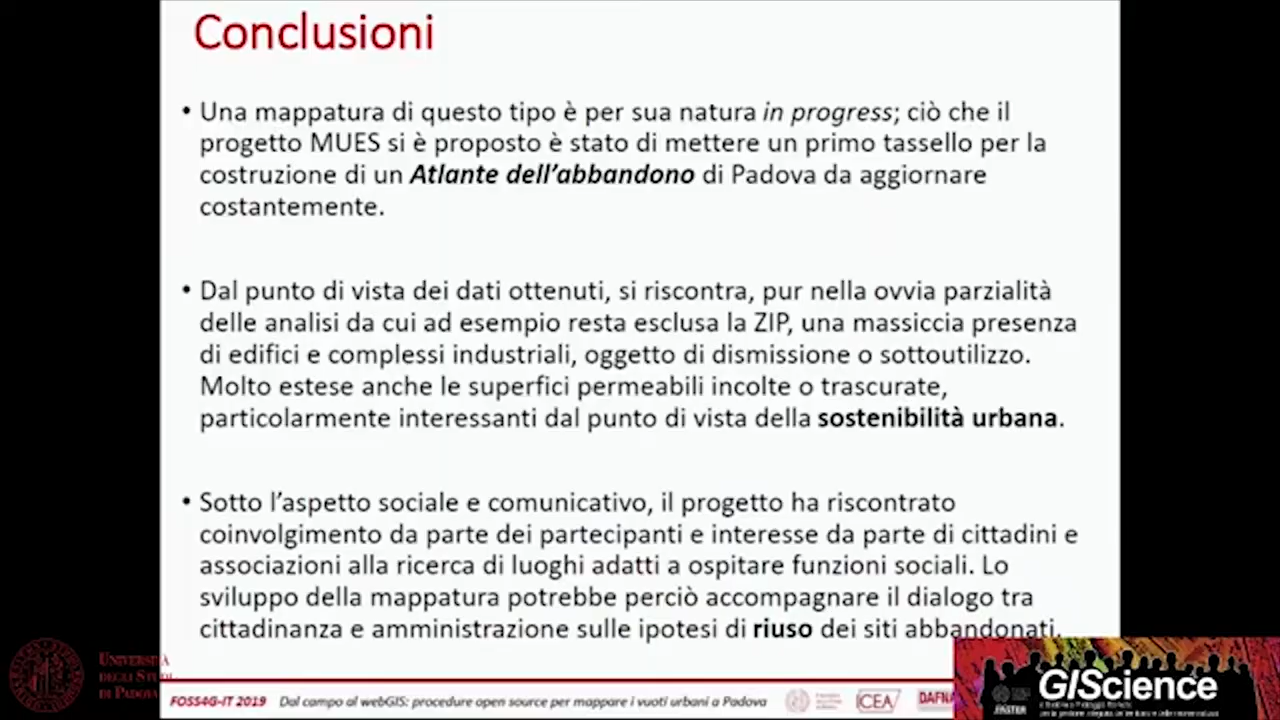 Conclusioni
• Una mappatura di questo tipo è per sua natura in progress; ciò che il
progetto MUES si è proposto è stato di mettere un primo tassello per la
costruzione di un Atlante dell'abbandono di Padova da aggiornare
costantemente.
• Dal punto di vista dei dati ottenuti, si riscontra, pur nella ovvia parzialità
delle analisi da cui ad esempio resta esclusa la ZIP, una massiccia presenza
di edifici e complessi industriali, oggetto di dismissione o sottoutilizzo.
Molto estese anche le superfici permeabili incolte o trascurate,
particolarmente interessanti dal punto di vista della sostenibilità urbana.
• Sotto l'aspetto sociale e comunicativo, il progetto ha riscontrato
coinvolgimento da parte dei partecipanti e interesse da parte di cittadini e
associazioni alla ricerca di luoghi adatti a ospitare funzioni sociali. Lo
sviluppo della mappatura potrebbe perciò accompagnare il dialogo tra
cittadinanza e amministrazione sulle ipotesi di riuso dei siti abbandonati.
Università
degli Studi
di Padova
FOSS4G-IT 2019 Dal campo al webGIS: procedure open source per mappare i vuoti urbani a Padova
ICEA
DAFNA
MASTER
GIScience